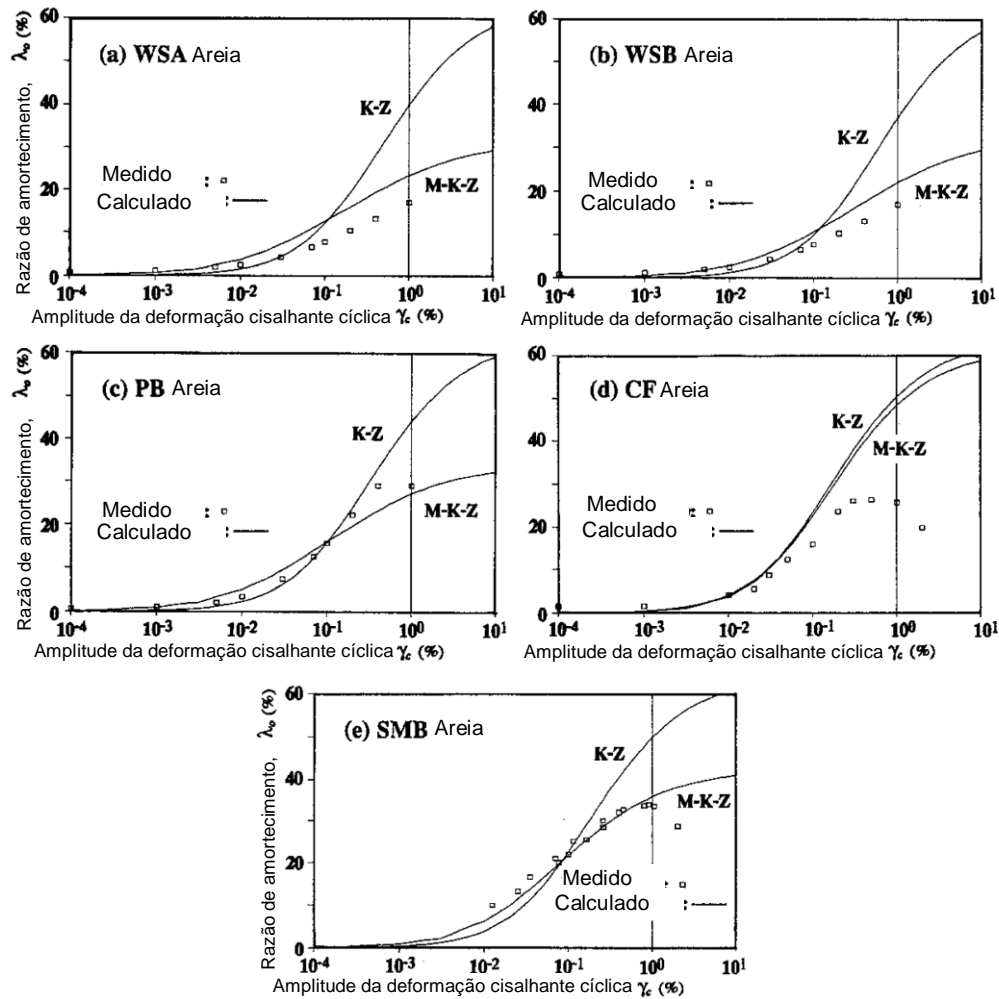 60
λₒ (%)
(a) WSA Areia
K-Z
40
Medido
Calculado
20
M-K-Z
0
Razão de amortecimento,
10⁻⁴ 10⁻³ 10⁻² 10⁻¹ 10⁰ 10¹
Amplitude da deformação cisalhante cíclica γ꜀ (%)
60
(b) WSB Areia
K-Z
40
Medido
Calculado
20
M-K-Z
0
10⁻⁴ 10⁻³ 10⁻² 10⁻¹ 10⁰ 10¹
Amplitude da deformação cisalhante cíclica γ꜀ (%)
60
λₒ (%)
(c) PB Areia
K-Z
40
Medido
Calculado
20
M-K-Z
0
Razão de amortecimento,
10⁻⁴ 10⁻³ 10⁻² 10⁻¹ 10⁰ 10¹
Amplitude da deformação cisalhante cíclica γ꜀ (%)
60
(d) CF Areia
K-Z
M-K-Z
40
Medido
Calculado
20
0
10⁻⁴ 10⁻³ 10⁻² 10⁻¹ 10⁰ 10¹
Amplitude da deformação cisalhante cíclica γ꜀ (%)
60
λₒ (%)
(e) SMB Areia
K-Z
40
M-K-Z
20
Medido
Calculado
0
Razão de amortecimento,
10⁻⁴ 10⁻³ 10⁻² 10⁻¹ 10⁰ 10¹
Amplitude da deformação cisalhante cíclica γ꜀ (%)